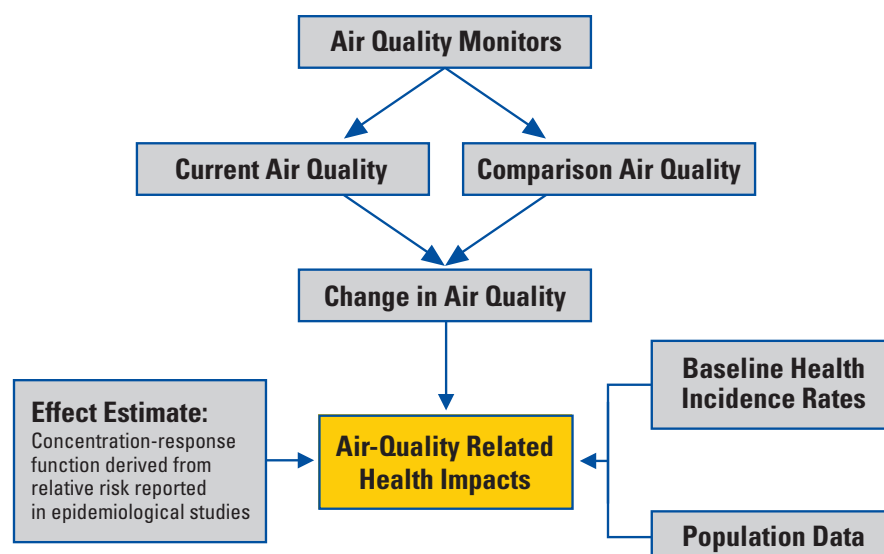 Air Quality Monitors
Current Air Quality
Comparison Air Quality
Change in Air Quality
Baseline Health
Incidence Rates
Effect Estimate:
Concentration-response
function derived from
relative risk reported
in epidemiological studies
Air-Quality Related
Health Impacts
Population Data